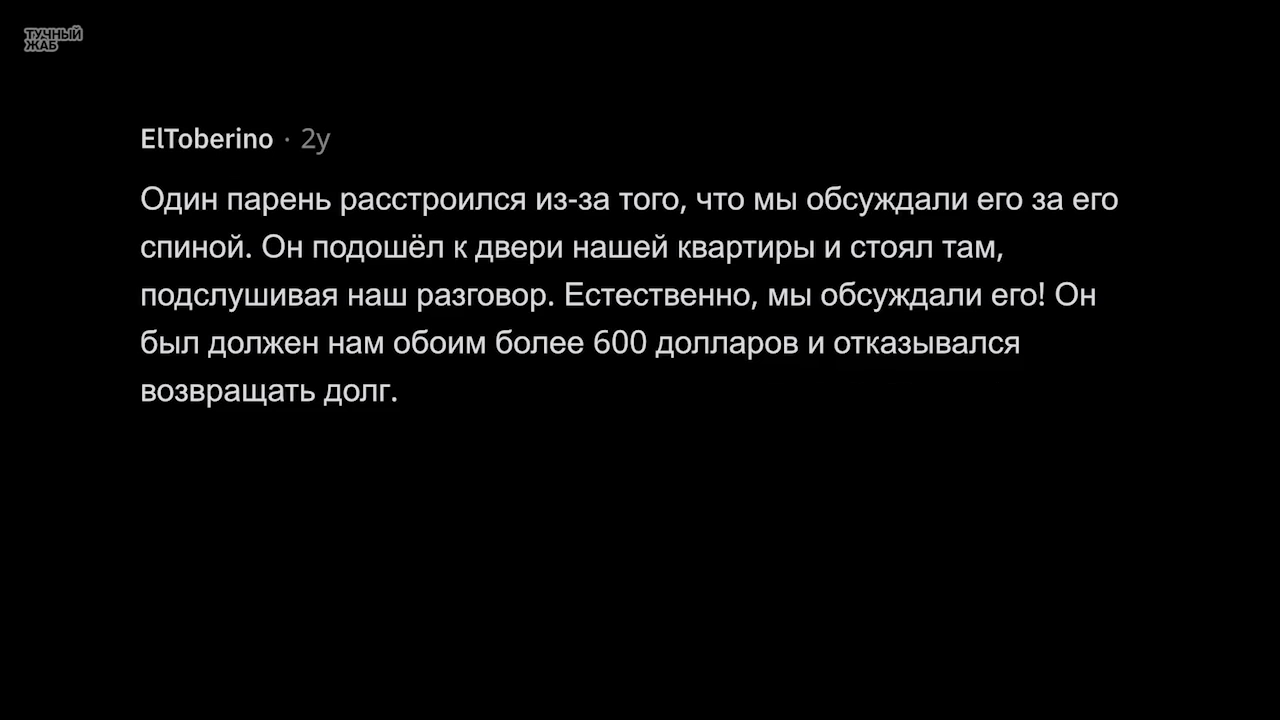 ТУЧНЫЙ
ЖАБ
ElToberino · 2y
Один парень расстроился из-за того, что мы обсуждали его за его
спиной. Он подошёл к двери нашей квартиры и стоял там,
подслушивая наш разговор. Естественно, мы обсуждали его! Он
был должен нам обоим более 600 долларов и отказывался
возвращать долг.